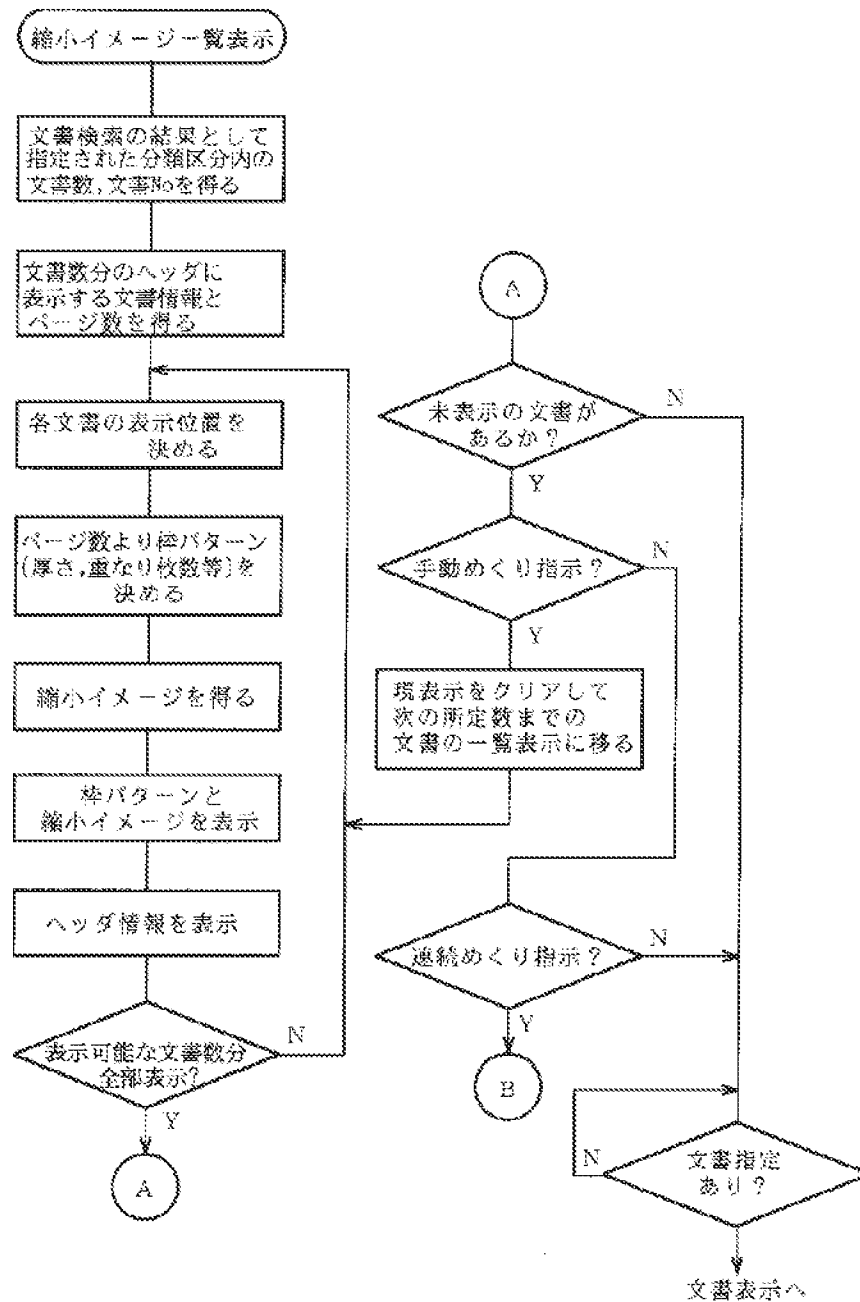 縮小イメージ一覧表示
文書検索の結果として
指定された分類区分内の
文書数,文書Noを得る
文書数分のヘッダに
表示する文書情報と
ページ数を得る
各文書の表示位置を
決める
ページ数より枠パターン
(厚さ,重なり枚数等)を
決める
縮小イメージを得る
枠パターンと
縮小イメージを表示
ヘッダ情報を表示
表示可能な文書数分
全部表示?
N
Y
A
A
未表示の文書が
あるか?
N
Y
手動めくり指示?
N
Y
現表示をクリアして
次の所定数までの
文書の一覧表示に移る
連続めくり指示?
N
Y
B
文書指定
あり?
N
文書表示へ